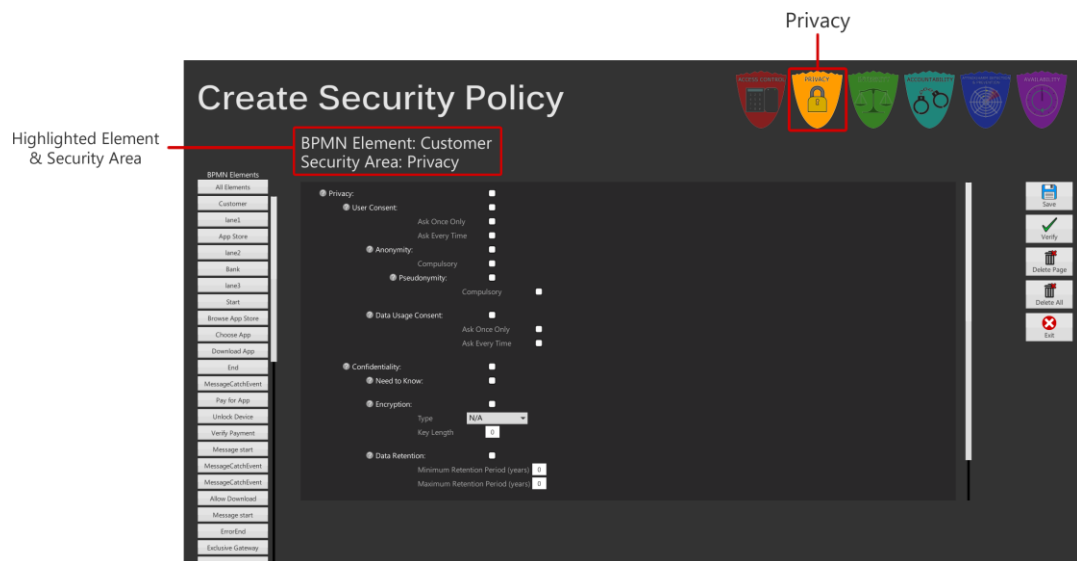 Privacy
ACCESS CONTROL
PRIVACY
ACCOUNTABILITY
AVAILABILITY
Create Security Policy
Highlighted Element
& Security Area
BPMN Element: Customer
Security Area: Privacy
BPMN Elements
All Elements
Customer
lane1
App Store
lane2
Bank
lane3
Start
Browse App Store
Choose App
Download App
End
MessageCatchEvent
Pay for App
Unlock Device
Verify Payment
Message start
MessageCatchEvent
MessageCatchEvent
Allow Download
Message start
ErrorEnd
Exclusive Gateway
Privacy:
User Consent:
Ask Once Only
Ask Every Time
Anonymity:
Compulsory
Pseudonymity:
Compulsory
Data Usage Consent:
Ask Once Only
Ask Every Time
Confidentiality:
Need to Know:
Encryption:
Type N/A
Key Length 0
Data Retention:
Minimum Retention Period (years) 0
Maximum Retention Period (years) 0
Save
Verify
Delete Page
Delete All
Exit